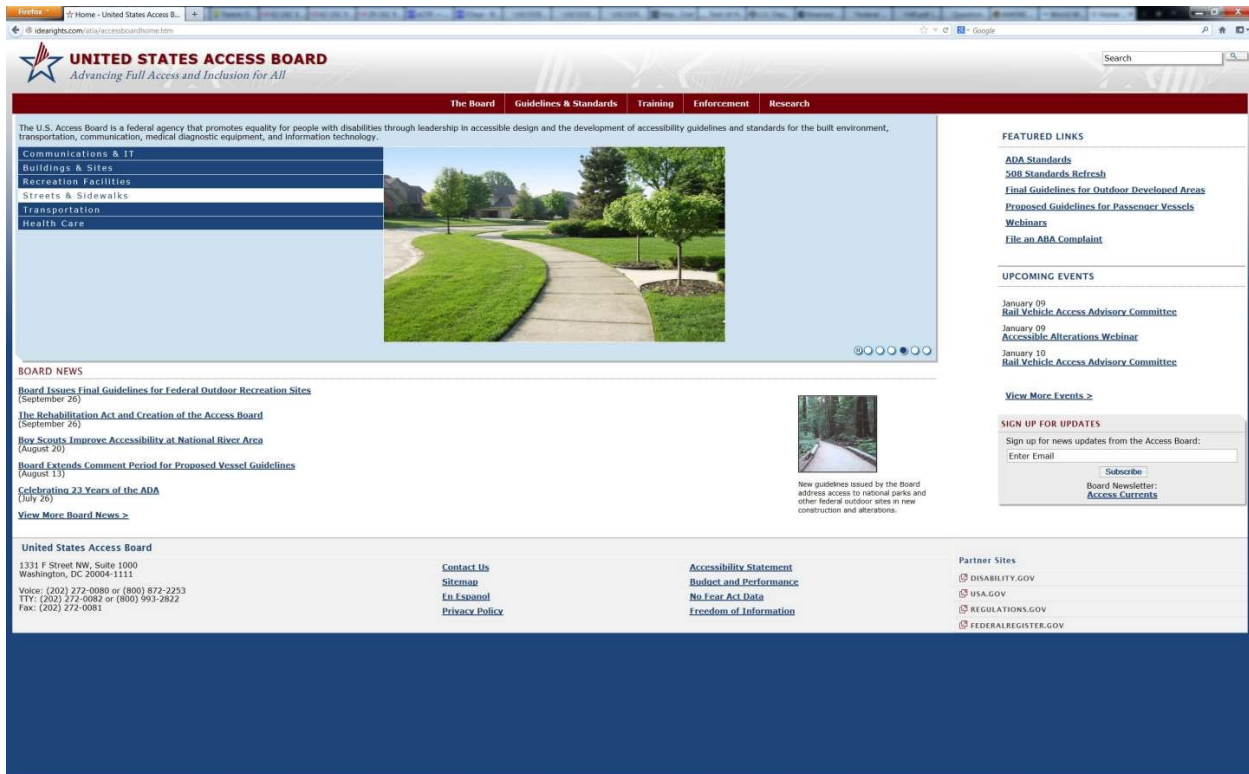 Firefox
Home - United States Access B...
idearights.com/atia/accessboardhome.htm
Google
UNITED STATES ACCESS BOARD
Advancing Full Access and Inclusion for All
Search
The Board Guidelines & Standards Training Enforcement Research
The U.S. Access Board is a federal agency that promotes equality for people with disabilities through leadership in accessible design and the development of accessibility guidelines and standards for the built environment,
transportation, communication, medical diagnostic equipment, and information technology.
Communications & IT
Buildings & Sites
Recreation Facilities
Streets & Sidewalks
Transportation
Health Care
FEATURED LINKS
ADA Standards
508 Standards Refresh
Final Guidelines for Outdoor Developed Areas
Proposed Guidelines for Passenger Vessels
Webinars
File an ABA Complaint
UPCOMING EVENTS
January 09
Rail Vehicle Access Advisory Committee
January 09
Accessible Alterations Webinar
January 10
Rail Vehicle Access Advisory Committee
View More Events >
SIGN UP FOR UPDATES
Sign up for news updates from the Access Board:
Enter Email
Subscribe
Board Newsletter:
Access Currents
BOARD NEWS
Board Issues Final Guidelines for Federal Outdoor Recreation Sites
(September 26)
The Rehabilitation Act and Creation of the Access Board
(September 26)
Boy Scouts Improve Accessibility at National River Area
(August 20)
Board Extends Comment Period for Proposed Vessel Guidelines
(August 13)
Celebrating 23 Years of the ADA
(July 26)
View More Board News >
New guidelines issued by the Board
address access to national parks and
other federal outdoor sites in new
construction and alterations.
United States Access Board
1331 F Street NW, Suite 1000
Washington, DC 20004-1111
Voice: (202) 272-0080 or (800) 872-2253
TTY: (202) 272-0082 or (800) 993-2822
Fax: (202) 272-0081
Contact Us
Sitemap
En Espanol
Privacy Policy
Accessibility Statement
Budget and Performance
No Fear Act Data
Freedom of Information
Partner Sites
DISABILITY.GOV
USA.GOV
REGULATIONS.GOV
FEDERALREGISTER.GOV